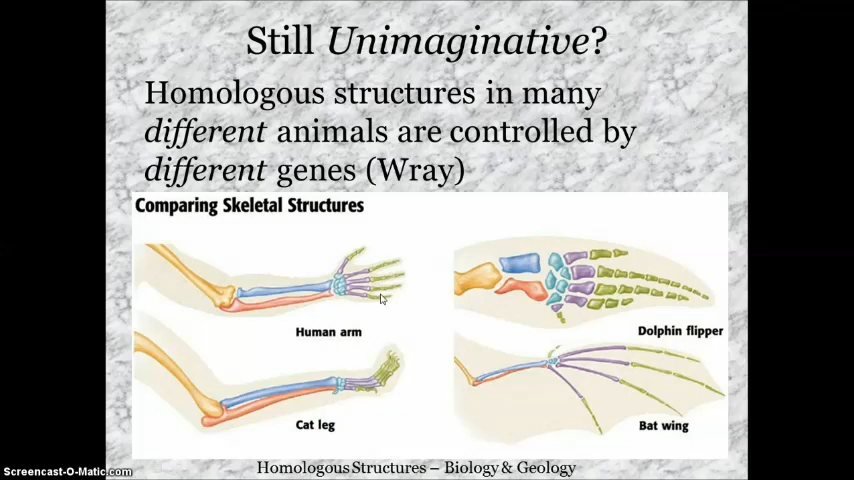 Still Unimaginative?
Homologous structures in many
different animals are controlled by
different genes (Wray)
Comparing Skeletal Structures
Human arm
Dolphin flipper
Cat leg
Bat wing
Homologous Structures – Biology & Geology
Screencast-O-Matic.com